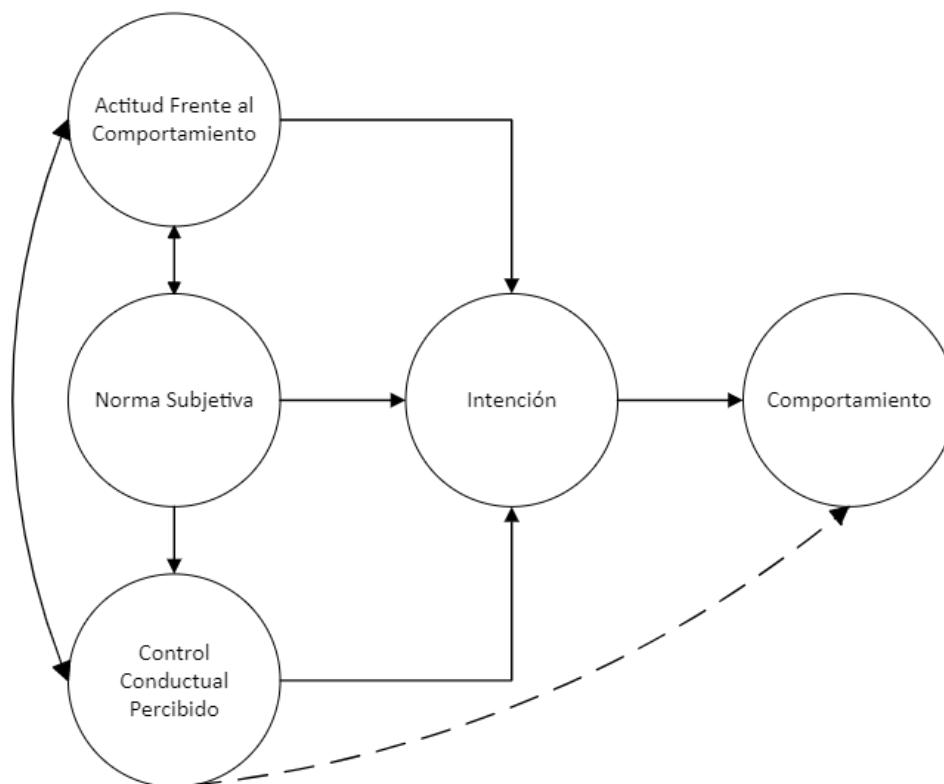 Actitud Frente al
Comportamiento
Norma Subjetiva
Intención
Comportamiento
Control
Conductual
Percibido